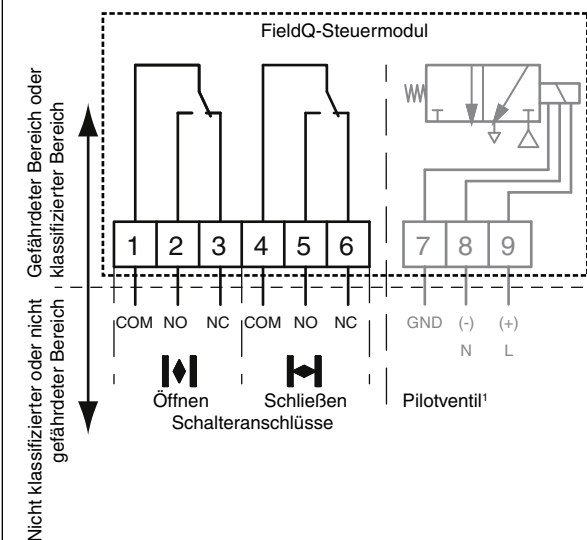 FieldQ-Steuermodul
Gefährdeter Bereich oder
klassifizierter Bereich
1 2 3 4 5 6 7 8 9
COM NO NC COM NO NC GND (-) (+)
N L
Öffnen Schließen Pilotventil¹
Schalteranschlüsse
Nicht klassifizierter oder nicht
gefährdeter Bereich